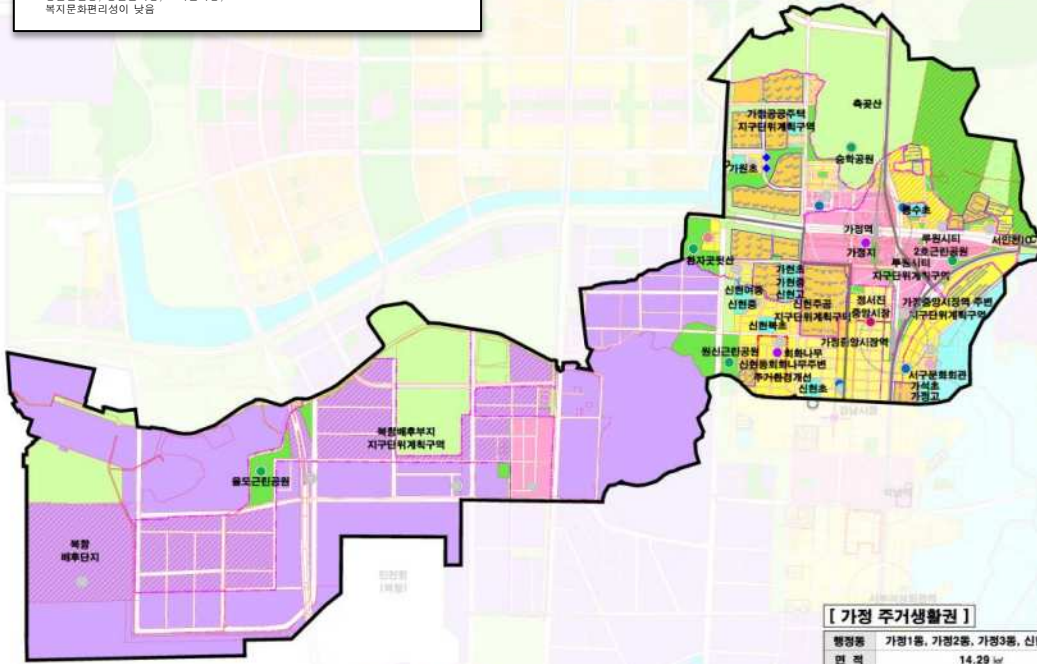 복지문화편리성이 낮음
축곶산
가정공공주택
지구단위계획구역
승학공원
가원초
봉수초
가정역
루원시티
서인천IC
가정지
2호근린공원
루원시티
지구단위계획구역
환자곳뒷산
가현초
가현중
신현여중
신현고
정서진
중앙시장
가정중앙시장역 주변
지구단위계획구역
신현중
신현주공
지구단위계획구역
신현북초
가정중앙시장역
원신근린공원
회화나무
신현동회화나무주변
주거환경개선
신현초
서구문화회관
가석초
가정고
강남시장
북항배후부지
지구단위계획구역
율도근린공원
북항
배후단지
인천항
(북항)
[ 가정 주거생활권 ]
행정동 가정1동, 가정2동, 가정3동, 신현
면 적 14.29 ㎢